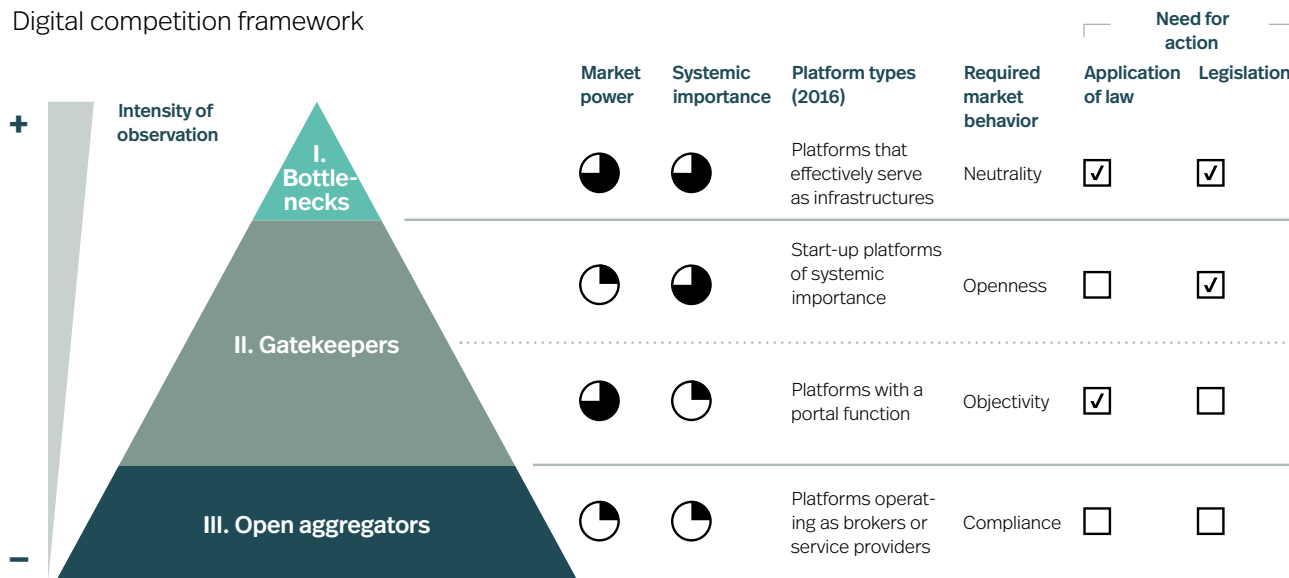 Digital competition framework
Need for
action
Market
power
Systemic
importance
Platform types
(2016)
Required
market
behavior
Application
of law
Legislation
+
Intensity of
observation
I.
Bottle-
necks
Platforms that
effectively serve
as infrastructures
Neutrality
Start-up platforms
of systemic
importance
Openness
II. Gatekeepers
Platforms with a
portal function
Objectivity
III. Open aggregators
Platforms operat-
ing as brokers or
service providers
Compliance
–